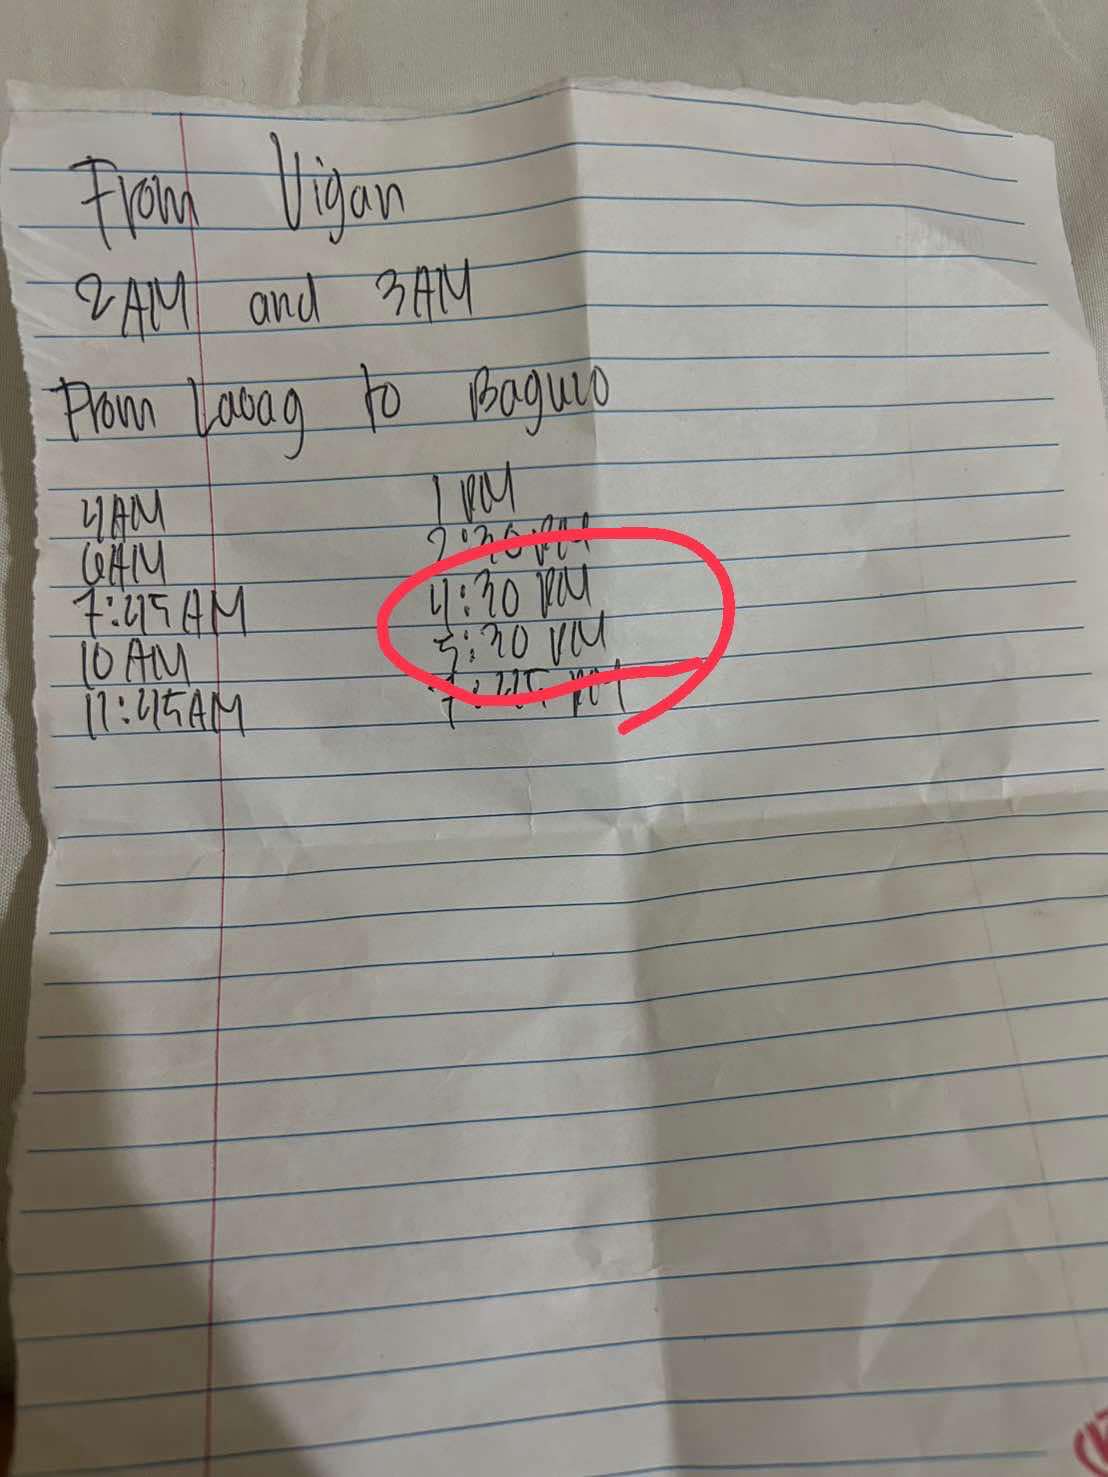 From Vigan
2AM and 3AM
From Laoag to Baguio
4AM 1 PM
6AM 2:30 PM
7:45AM 4:30 PM
10 AM 5:30 PM
11:45AM 7:45 PM